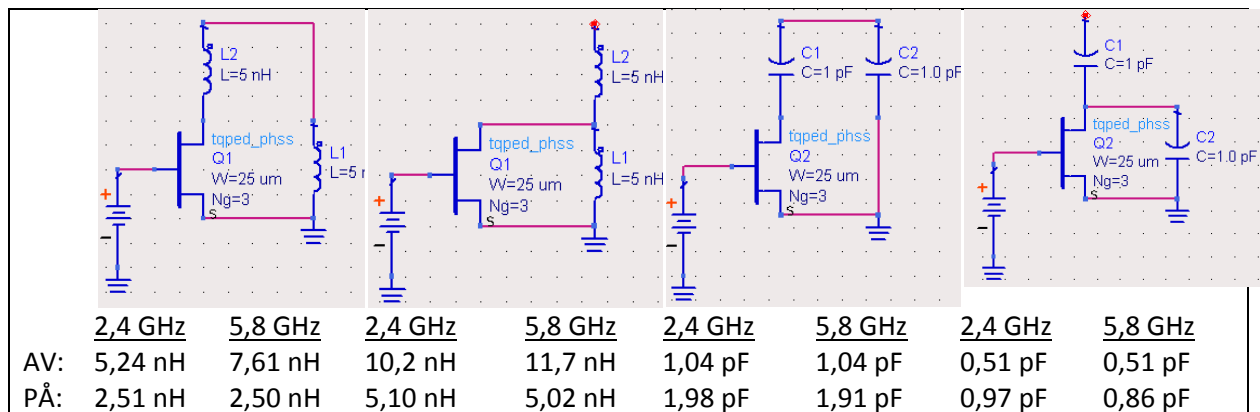 L2
L=5 nH
tqped_phss
Q1
W=25 um
Ng=3
L1
L=5
S
+
−
L2
L=5 nH
tqped_phss
Q1
W=25 um
Ng=3
L1
L=5 nH
S
+
−
C1
C=1 pF
C2
C=1.0 pF
tqped_phss
Q2
W=25 um
Ng=3
S
+
−
C1
C=1 pF
tqped_phss
Q2
W=25 um
Ng=3
C2
C=1.0 pF
S
+
−
2,4 GHz 5,8 GHz 2,4 GHz 5,8 GHz 2,4 GHz 5,8 GHz 2,4 GHz 5,8 GHz
AV: 5,24 nH 7,61 nH 10,2 nH 11,7 nH 1,04 pF 1,04 pF 0,51 pF 0,51 pF
PÅ: 2,51 nH 2,50 nH 5,10 nH 5,02 nH 1,98 pF 1,91 pF 0,97 pF 0,86 pF